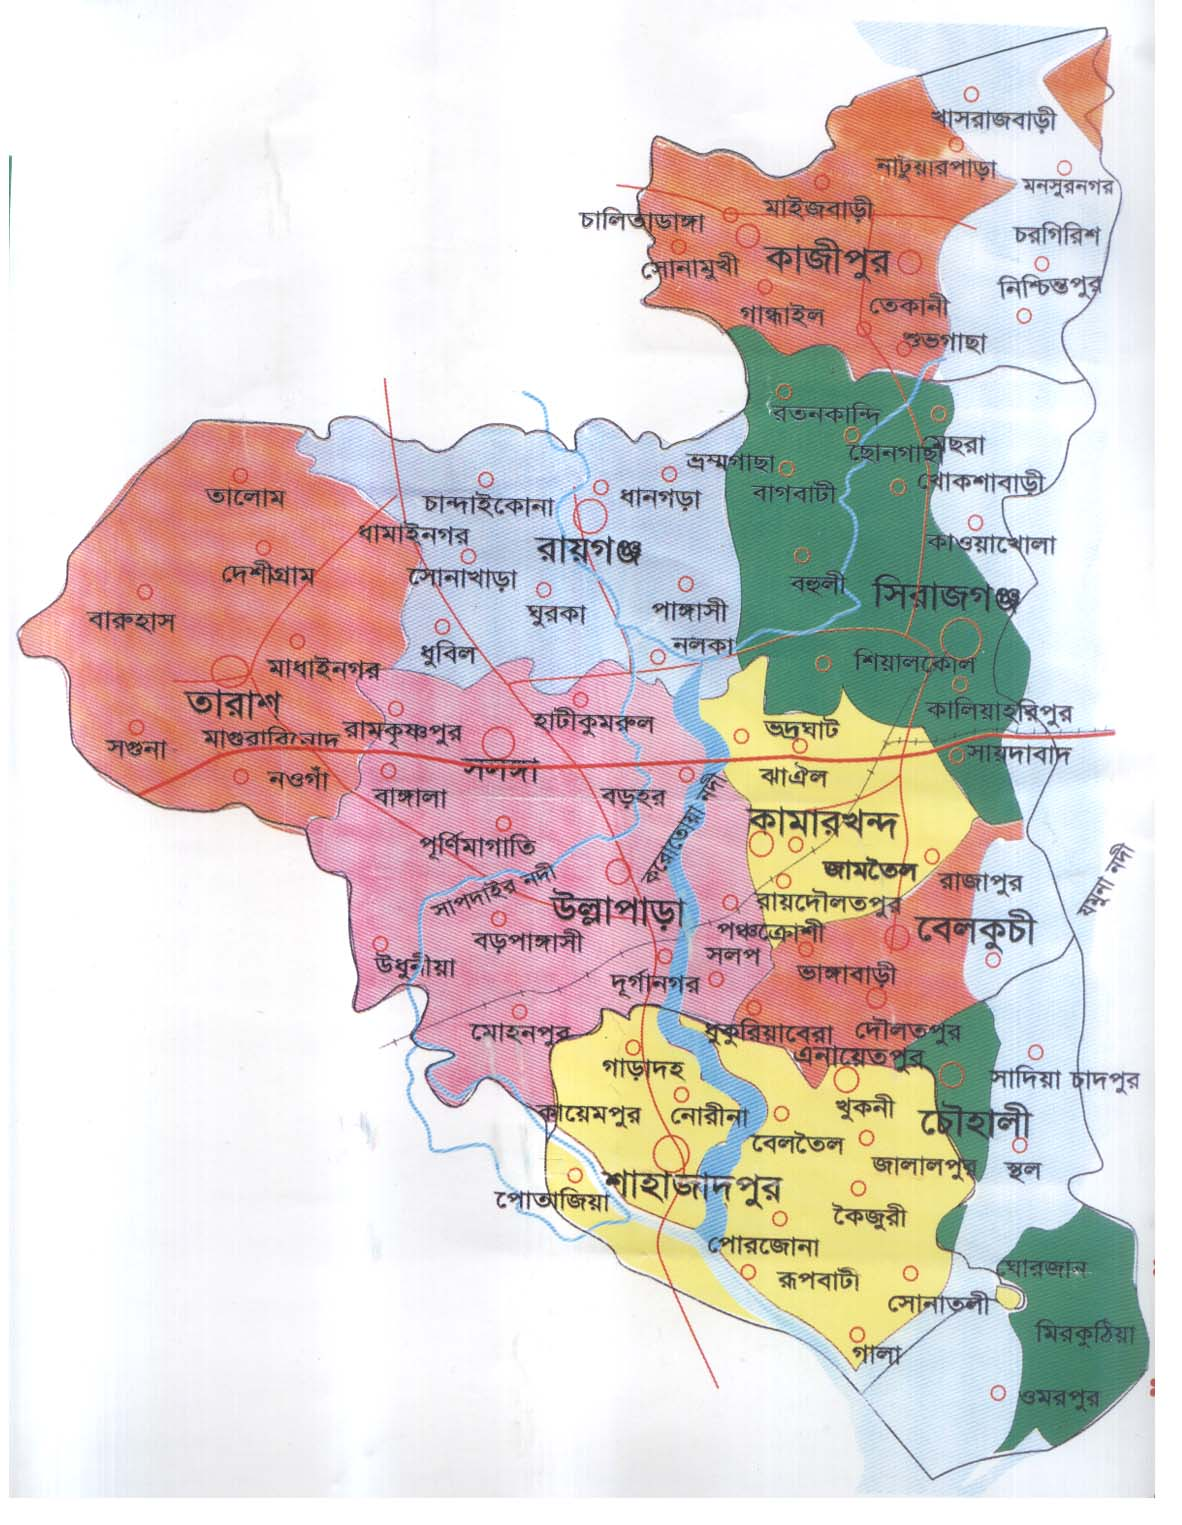 খাসরাজবাড়ী
নাটুয়ারপাড়া
মনসুরনগর
মাইজবাড়ী
চালিতাডাঙ্গা
চরগিরিশ
কাজীপুর
সোনামুখী
নিশ্চিন্তপুর
তেকানী
গান্ধাইল
শুভগাছা
রতনকান্দি
ছোনগাছা
মেছরা
ভ্রম্মগাছা
খোকশাবাড়ী
বাগবাটী
তালোম
চান্দাইকোনা
ধানগড়া
ধামাইনগর
কাওয়াখোলা
রায়গঞ্জ
দেশীগ্রাম
সোনাখাড়া
বহুলী
সিরাজগঞ্জ
ঘুরকা
পাঙ্গাসী
বারুহাস
নলকা
ধুবিল
শিয়ালকোল
মাধাইনগর
তারাশ
কালিয়াহরিপুর
হাটীকুমরুল
রামকৃষ্ণপুর
ভদ্রঘাট
সগুনা
সায়দাবাদ
সলঙ্গা
নওগাঁ
ঝাঐল
বাঙ্গালা
বড়হর
কামারখন্দ
করোতোয়া নদী
পূর্ণিমাগাতি
জামতৈল
রাজাপুর
যমুনা নদী
সাপদাইর নদী
উল্লাপাড়া
রায়দৌলতপুর
বেলকুচী
পঞ্চক্রোশী
বড়পাঙ্গাসী
সলপ
উধুনীয়া
ভাঙ্গাবাড়ী
দূর্গানগর
মোহনপুর
ধুকুরিয়াবেরা
দৌলতপুর
এনায়েতপুর
গাড়াদহ
সাদিয়া চাদপুর
খুকনী
কায়েমপুর
নোরীনা
চৌহালী
বেলতৈল
জালালপুর
স্থল
শাহাজাদপুর
পোতাজিয়া
কৈজুরী
পোরজোনা
ঘোরজান
রূপবাটী
সোনাতলী
মিরকুঠিয়া
গালা
ওমরপুর